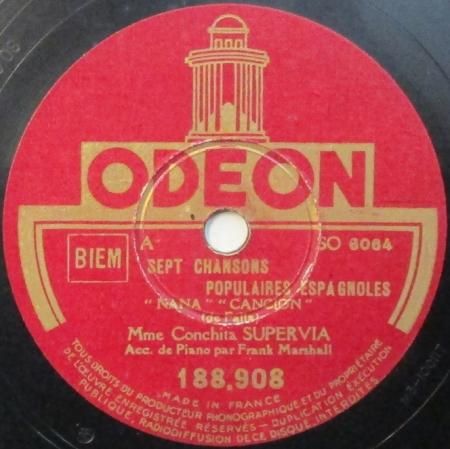 ODEON
BIEM
A
SO 6064
SEPT CHANSONS
POPULAIRES ESPAGNOLES
"NANA" "CANCION"
(de Falla)
Mme Conchita SUPERVIA
Acc. de Piano par Frank Marshall
188,908
MADE IN FRANCE
TOUS DROITS DU PRODUCTEUR PHONOGRAPHIQUE ET DU PROPRIÉTAIRE
DE L'ŒUVRE ENREGISTRÉE RÉSERVÉS — DUPLICATION EXÉCUTION
PUBLIQUE, RADIODIFFUSION DE CE DISQUE INTERDITES